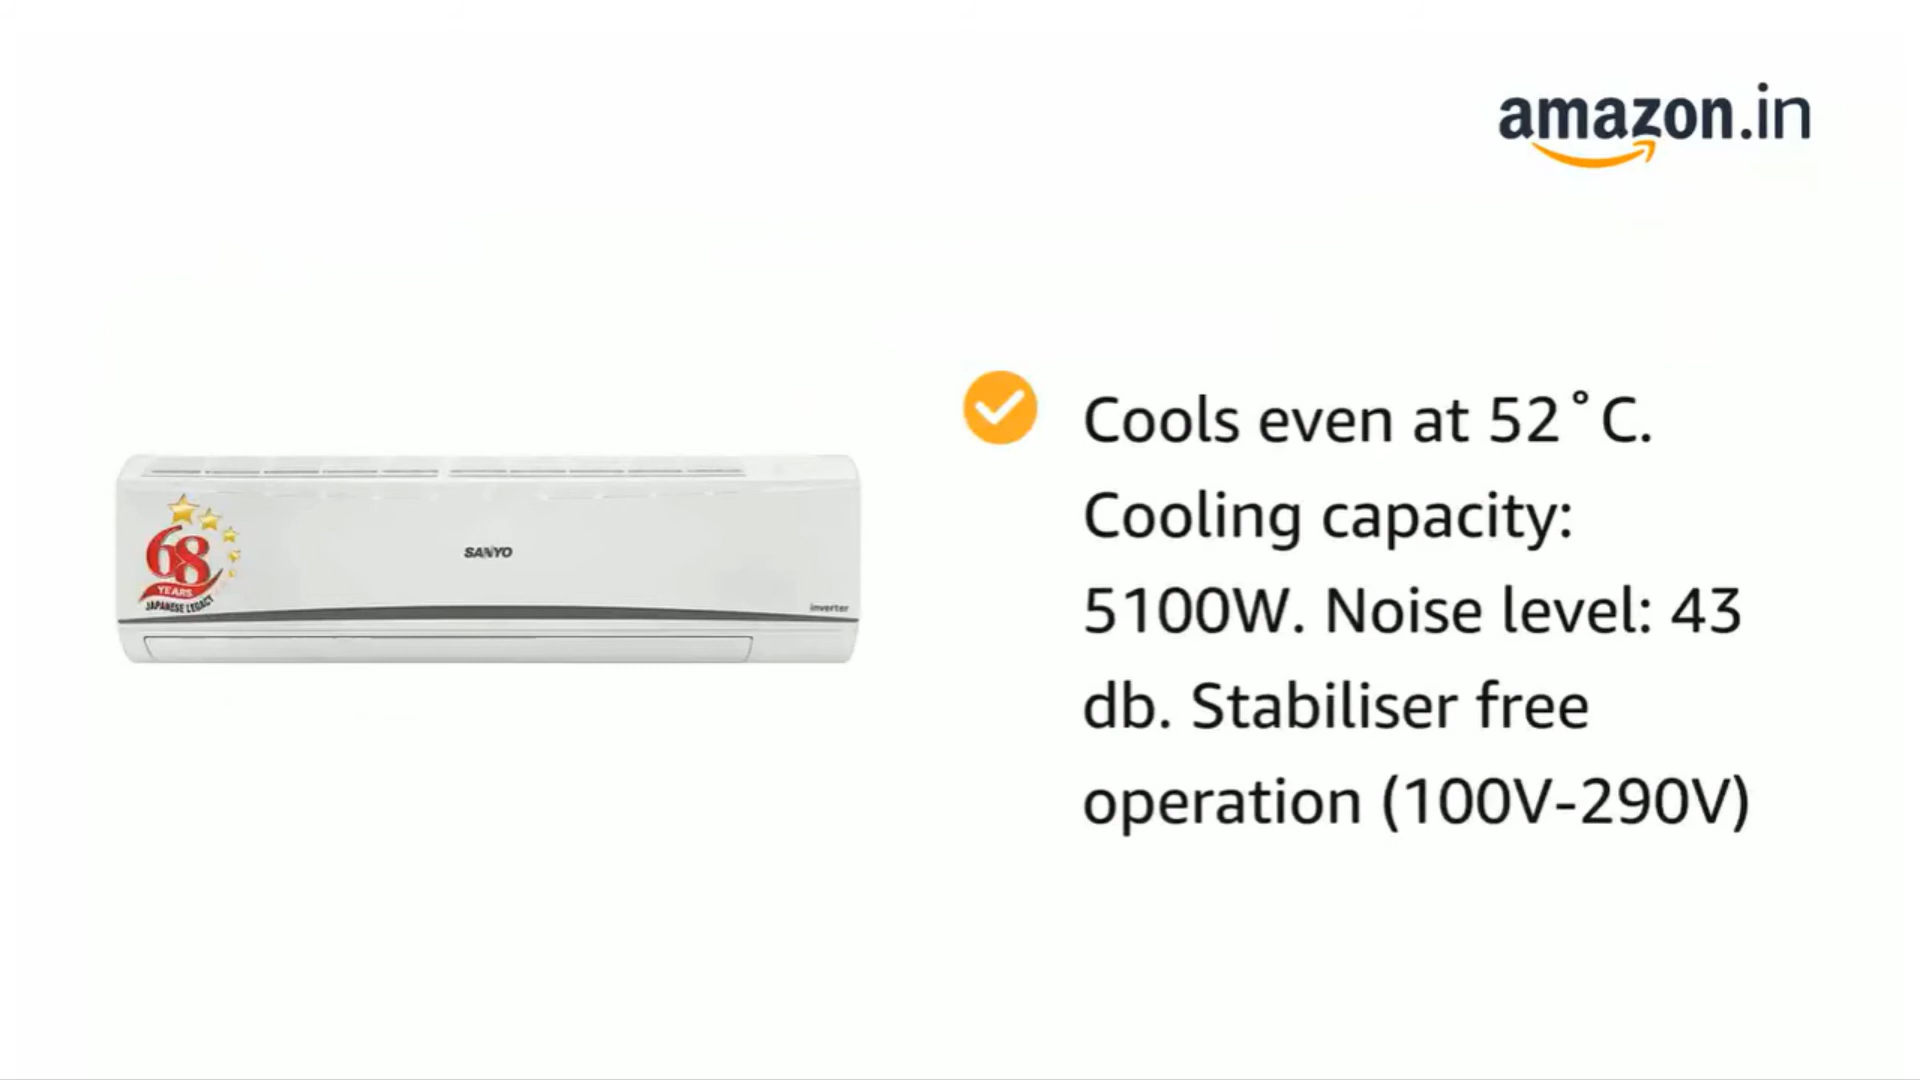 amazon.in
Cools even at 52°C.
Cooling capacity:
5100W. Noise level: 43
db. Stabiliser free
operation (100V-290V)
68
YEARS
JAPANESE LEGACY
SANYO
inverter